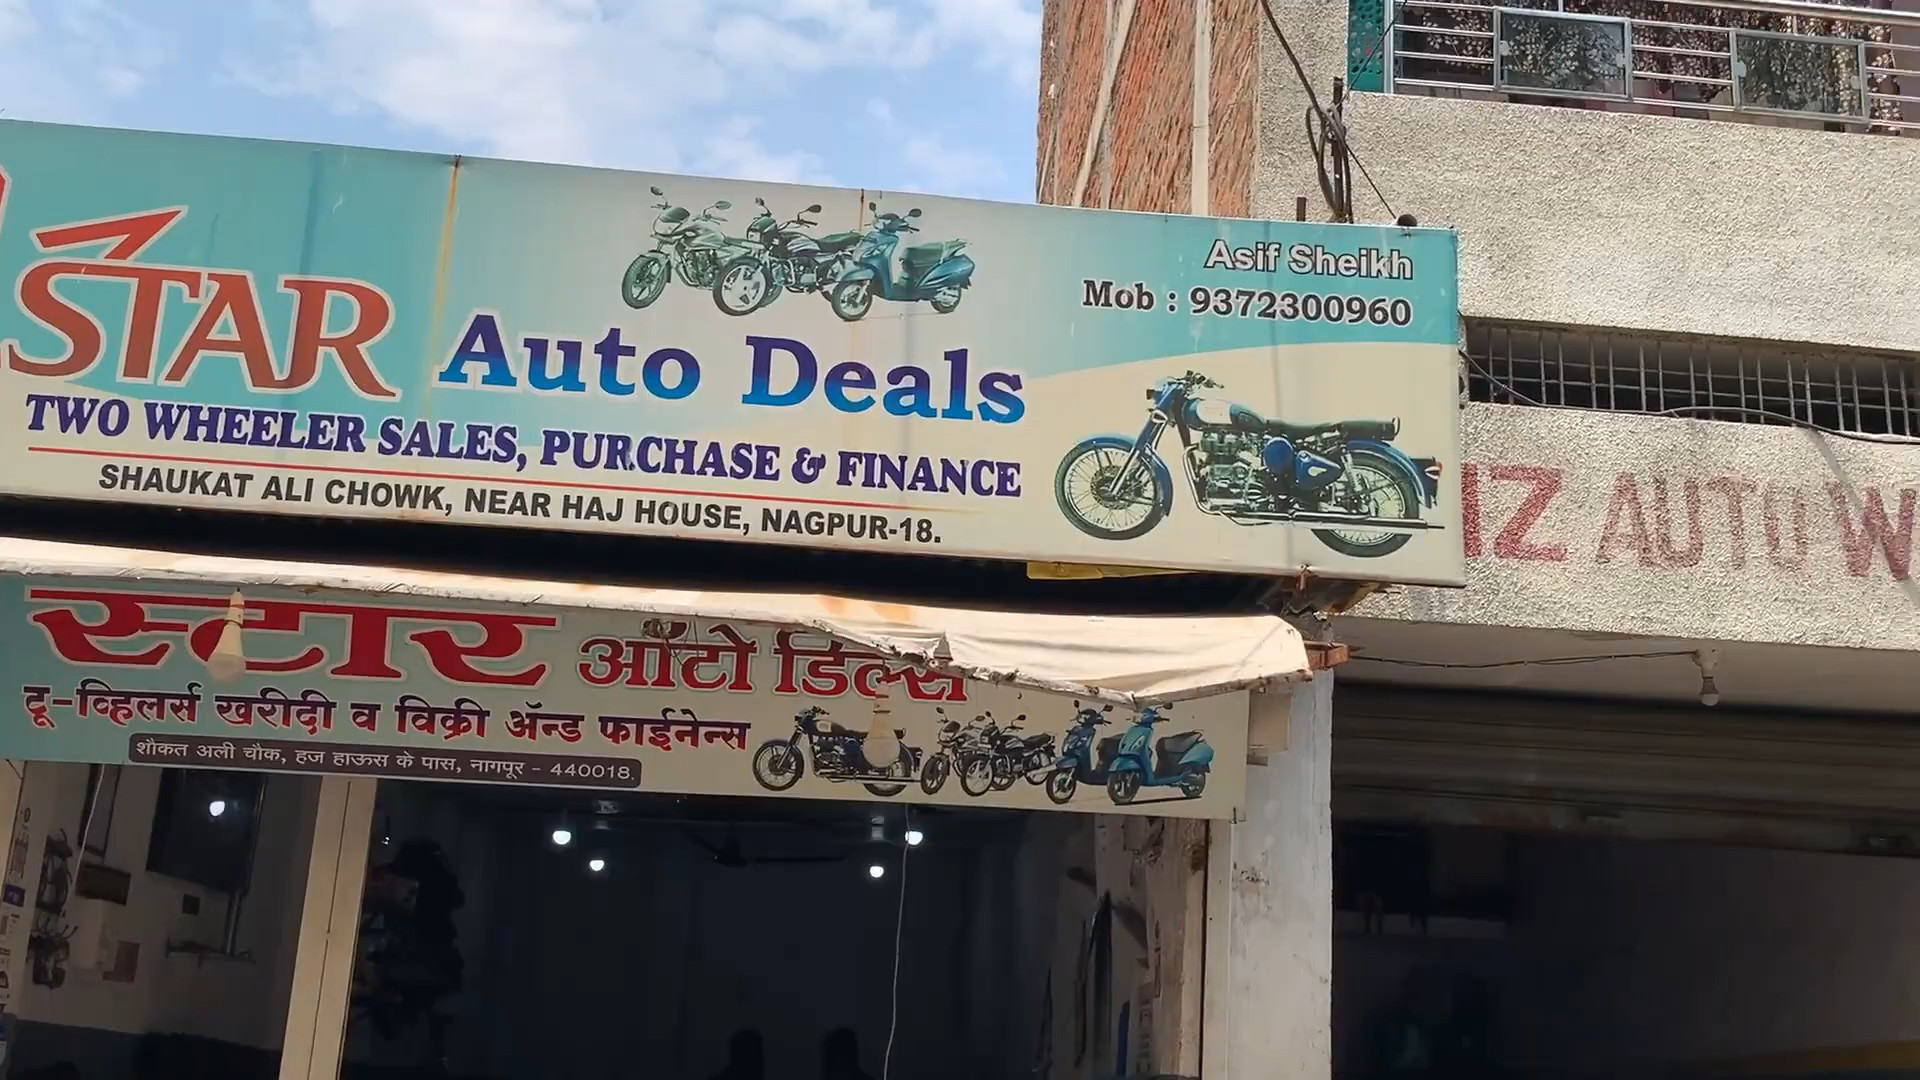 Asif Sheikh
Mob : 9372300960
STAR Auto Deals
TWO WHEELER SALES, PURCHASE & FINANCE
SHAUKAT ALI CHOWK, NEAR HAJ HOUSE, NAGPUR-18.
स्टार ऑटो डिल्स
टू-व्हिलर्स खरीदी व विक्री ॲन्ड फाईनेन्स
शौकत अली चौक, हज हाऊस के पास, नागपूर - 440018.
AUTO